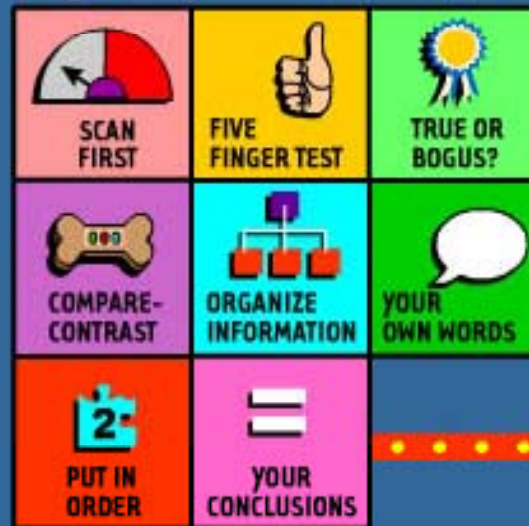 SCAN
FIRST
FIVE
FINGER TEST
TRUE OR
BOGUS?
COMPARE-
CONTRAST
ORGANIZE
INFORMATION
YOUR
OWN WORDS
2
PUT IN
ORDER
YOUR
CONCLUSIONS